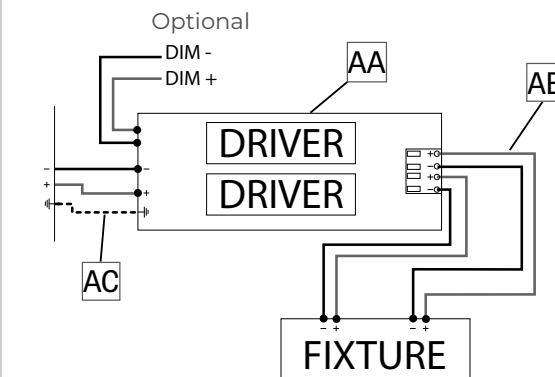 Optional
DIM -
DIM +
AA
AB
DRIVER
DRIVER
- -
+ +
+
-
+
-
AC
- + - +
FIXTURE